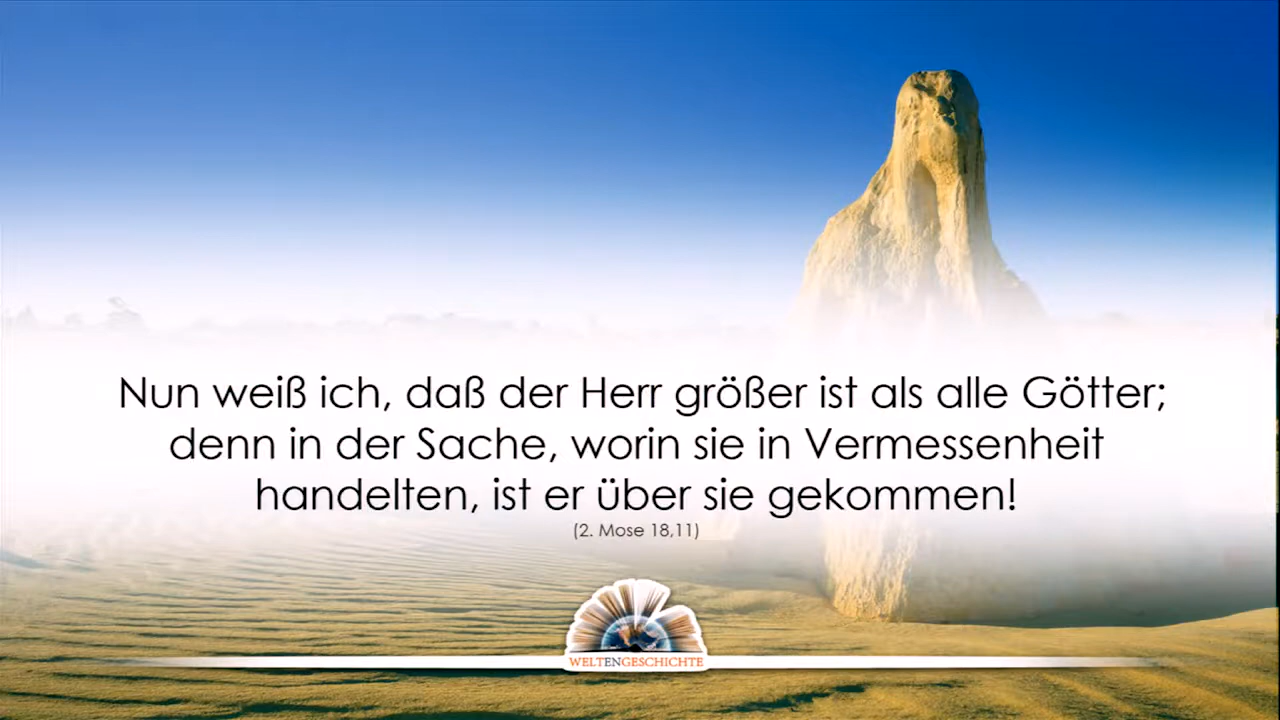 Nun weiß ich, daß der Herr größer ist als alle Götter;
denn in der Sache, worin sie in Vermessenheit
handelten, ist er über sie gekommen!
(2. Mose 18,11)
WELTENGESCHICHTE